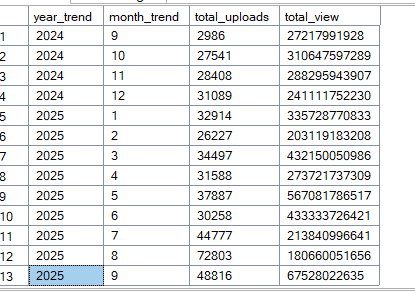 year_trend month_trend total_uploads total_view
1 2024 9 2986 27217991928
2 2024 10 27541 310647597289
3 2024 11 28408 288295943907
4 2024 12 31089 241111752230
5 2025 1 32914 335728770833
6 2025 2 26227 203119183208
7 2025 3 34497 432150050986
8 2025 4 31588 273721737309
9 2025 5 37887 567081786517
10 2025 6 30258 433333726421
11 2025 7 44777 213840996641
12 2025 8 72803 180660051656
13 2025 9 48816 67528022635